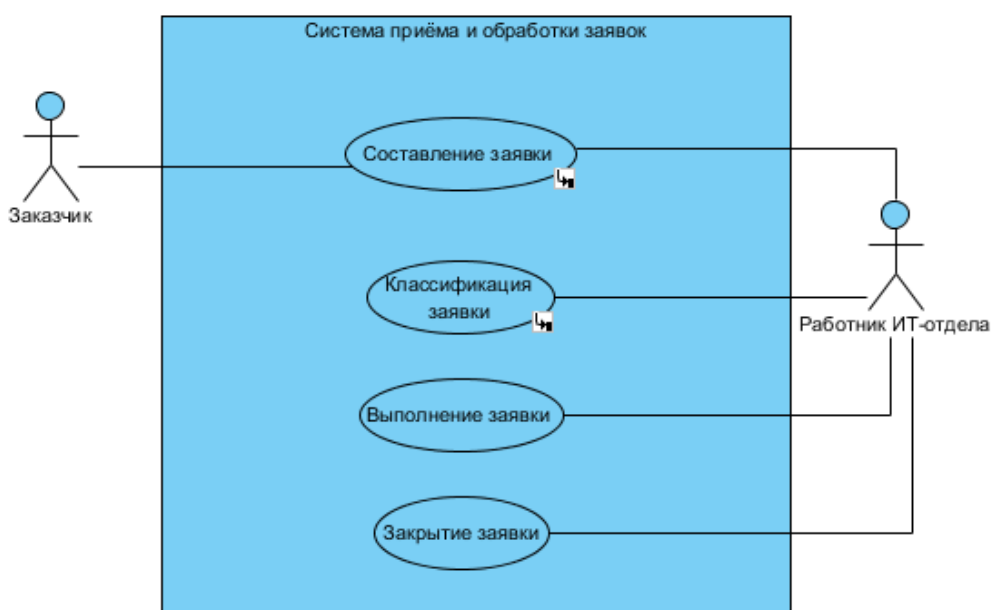 Система приёма и обработки заявок
Составление заявки
Заказчик
Классификация
заявки
Работник ИТ-отдела
Выполнение заявки
Закрытие заявки